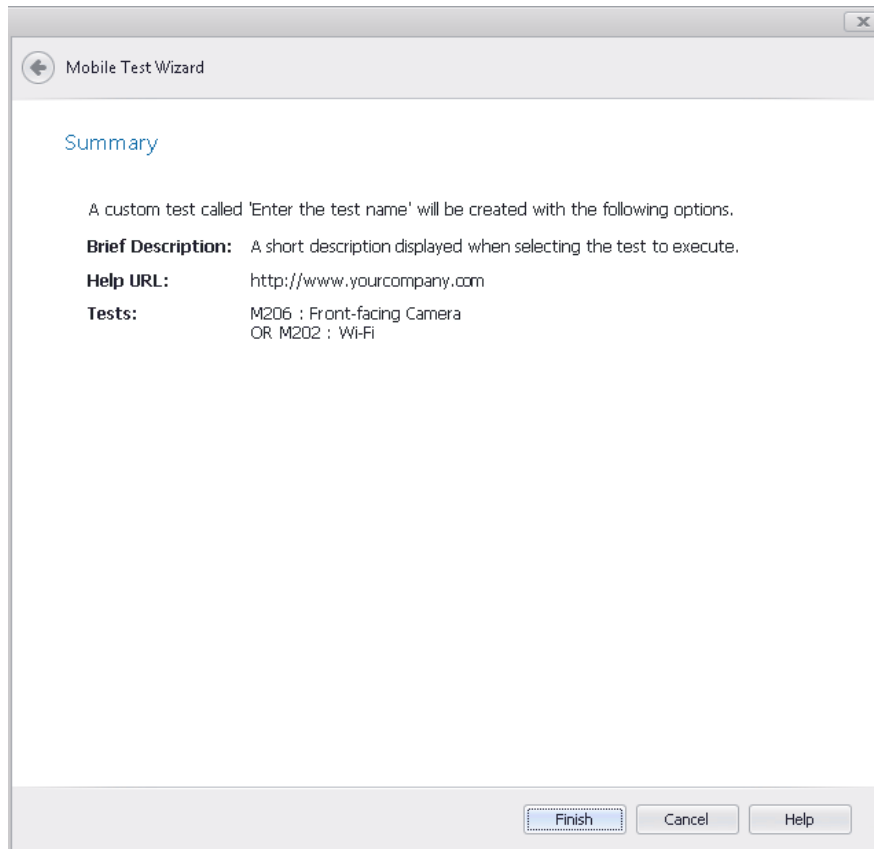 Mobile Test Wizard
Summary
A custom test called 'Enter the test name' will be created with the following options.
Brief Description: A short description displayed when selecting the test to execute.
Help URL: http://www.yourcompany.com
Tests: M206 : Front-facing Camera
OR M202 : Wi-Fi
Finish Cancel Help